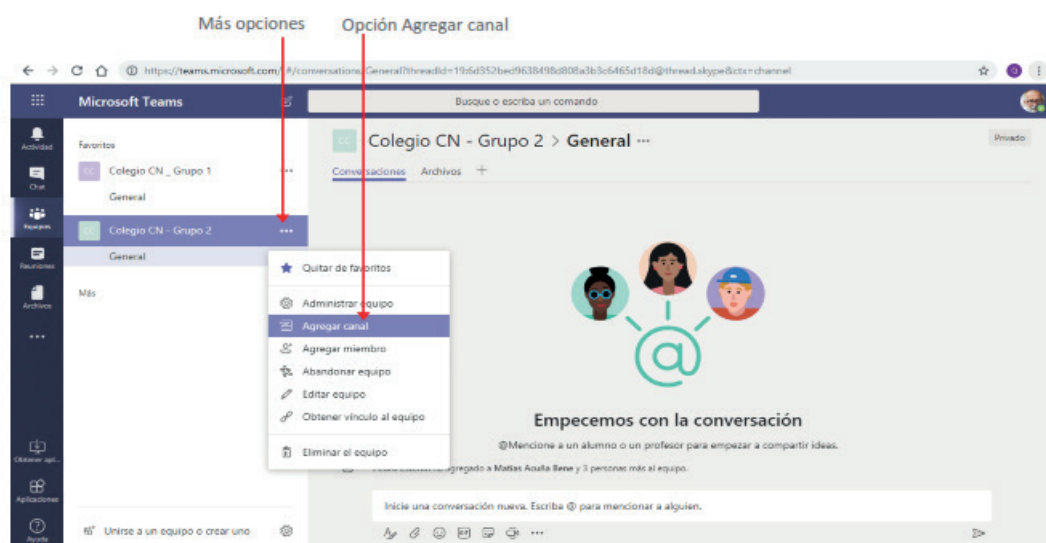 Más opciones
Opción Agregar canal
Microsoft Teams
Busque o escriba un comando
Actividad
Chat
Equipos
Reuniones
Archivos
Aplicaciones
Ayuda
Favoritos
CC Colegio CN _ Grupo 1
General
CC Colegio CN - Grupo 2
General
Más
Unirse a un equipo o crear uno
Quitar de favoritos
Administrar equipo
Agregar canal
Agregar miembro
Abandonar equipo
Editar equipo
Obtener vínculo al equipo
Eliminar el equipo
CC Colegio CN - Grupo 2 > General
Privado
Conversaciones Archivos
Empecemos con la conversación
@Mencione a un alumno o un profesor para empezar a compartir ideas.
agregado a Matías Acuña Bene y 3 personas más al equipo.
Inicie una conversación nueva. Escriba @ para mencionar a alguien.